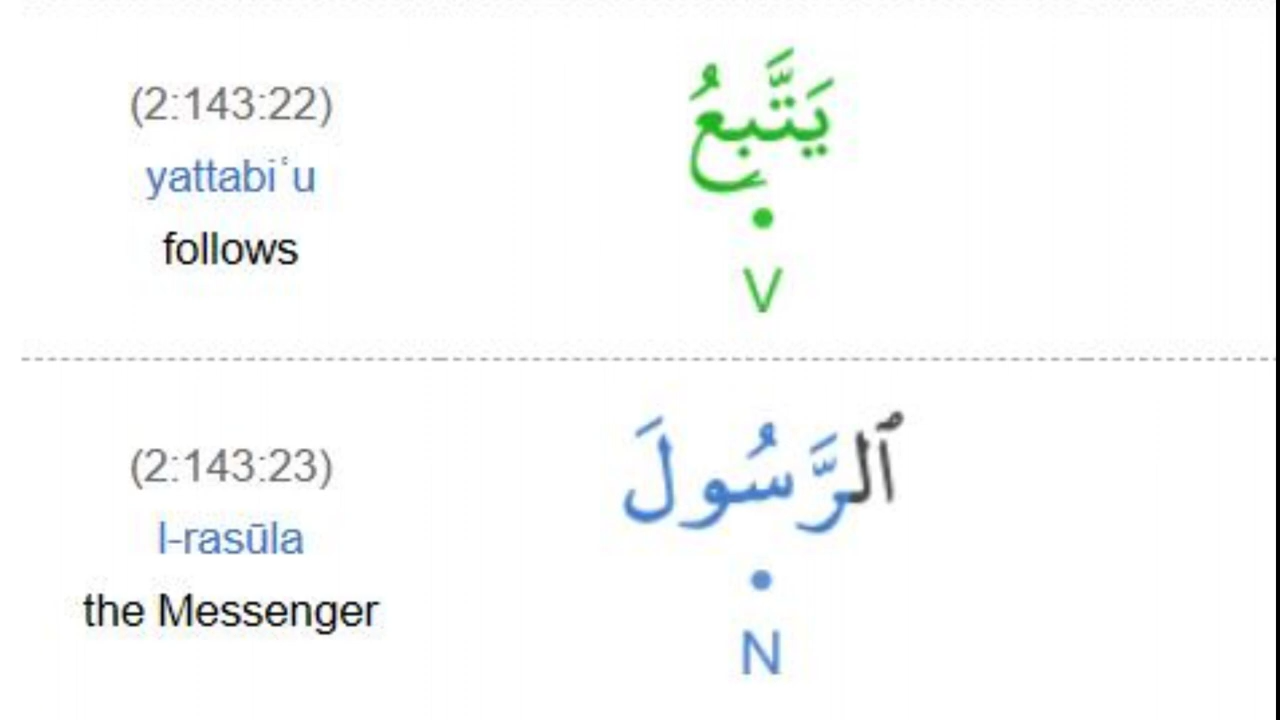 (2:143:22)
yattabiʿu
follows
يَتَّبِعُ
V
(2:143:23)
l-rasūla
the Messenger
ٱلرَّسُولَ
N